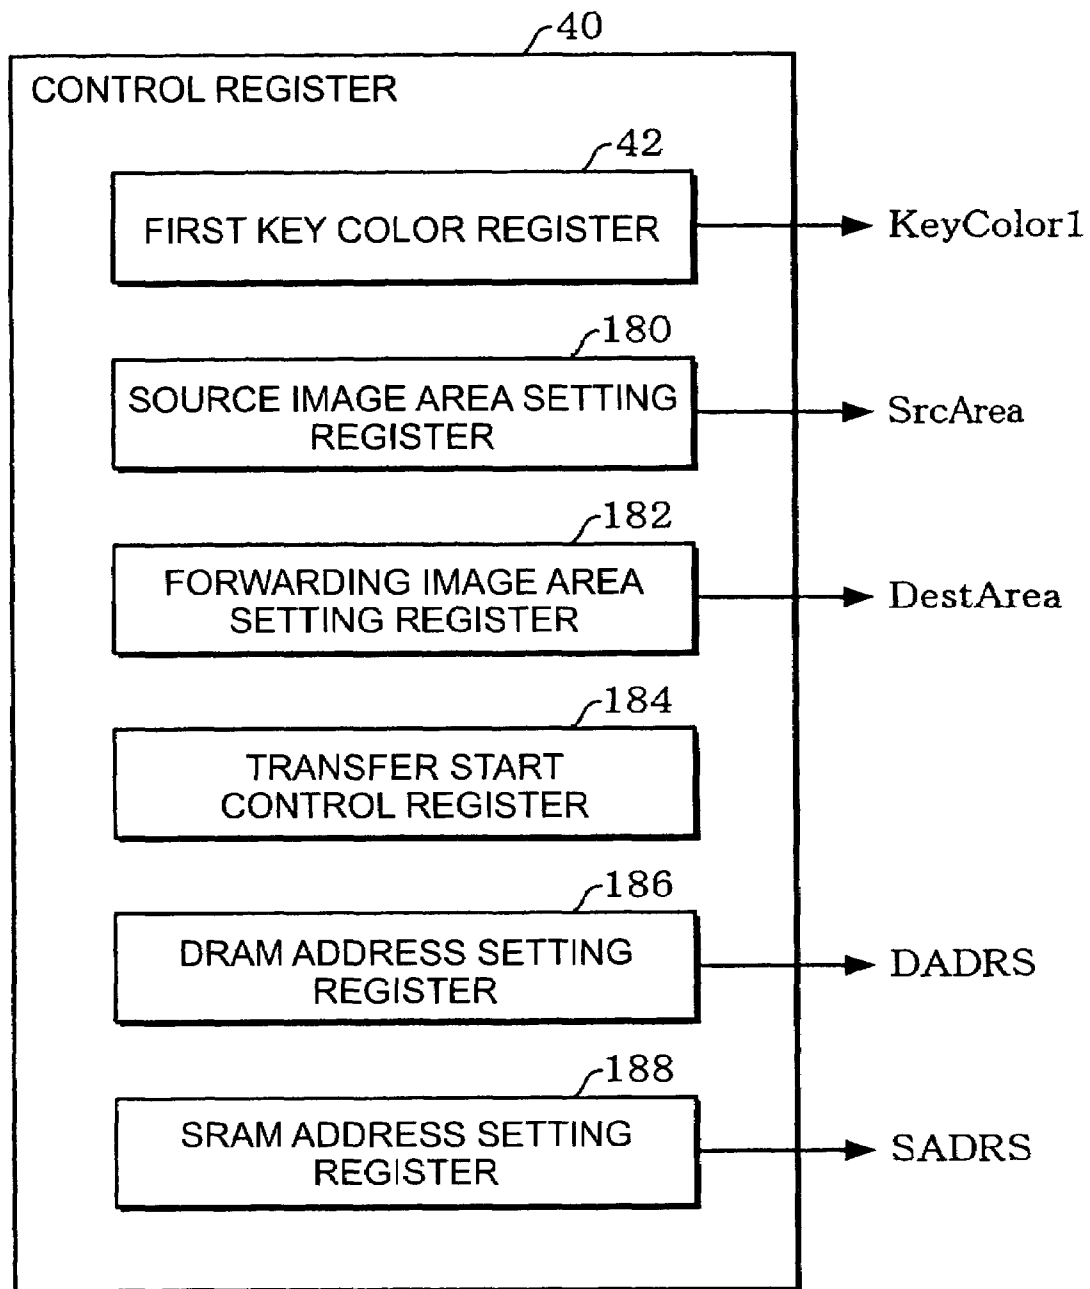 40
CONTROL REGISTER
42
FIRST KEY COLOR REGISTER
KeyColor1
180
SOURCE IMAGE AREA SETTING
REGISTER
SrcArea
182
FORWARDING IMAGE AREA
SETTING REGISTER
DestArea
184
TRANSFER START
CONTROL REGISTER
186
DRAM ADDRESS SETTING
REGISTER
DADRS
188
SRAM ADDRESS SETTING
REGISTER
SADRS